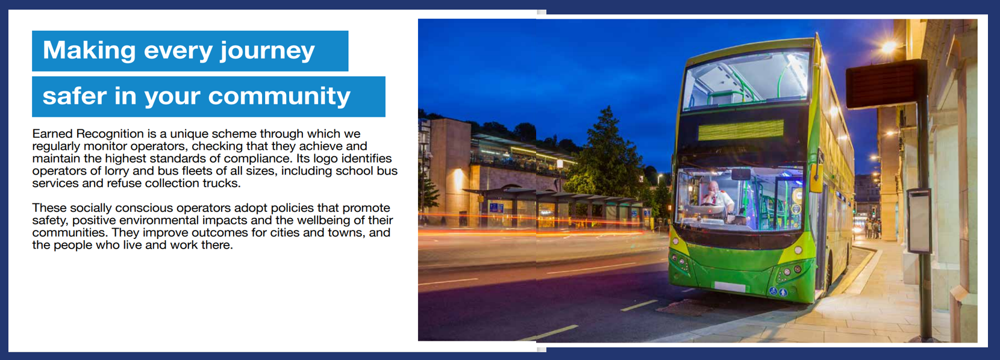 Making every journey
safer in your community
Earned Recognition is a unique scheme through which we
regularly monitor operators, checking that they achieve and
maintain the highest standards of compliance. Its logo identifies
operators of lorry and bus fleets of all sizes, including school bus
services and refuse collection trucks.
These socially conscious operators adopt policies that promote
safety, positive environmental impacts and the wellbeing of their
communities. They improve outcomes for cities and towns, and
the people who live and work there.